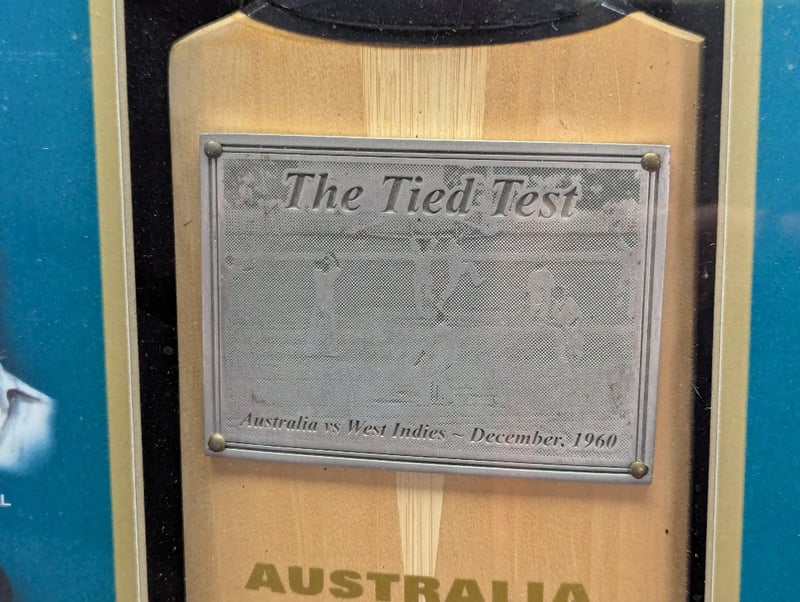 The Tied Test
Australia vs West Indies ~ December, 1960
AUSTRALIA